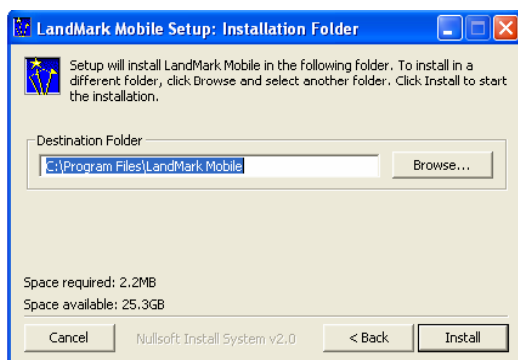 LandMark Mobile Setup: Installation Folder
Setup will install LandMark Mobile in the following folder. To install in a
different folder, click Browse and select another folder. Click Install to start
the installation.
Destination Folder
C:\Program Files\LandMark Mobile
Browse...
Space required: 2.2MB
Space available: 25.3GB
Cancel
Nullsoft Install System v2.0
< Back
Install